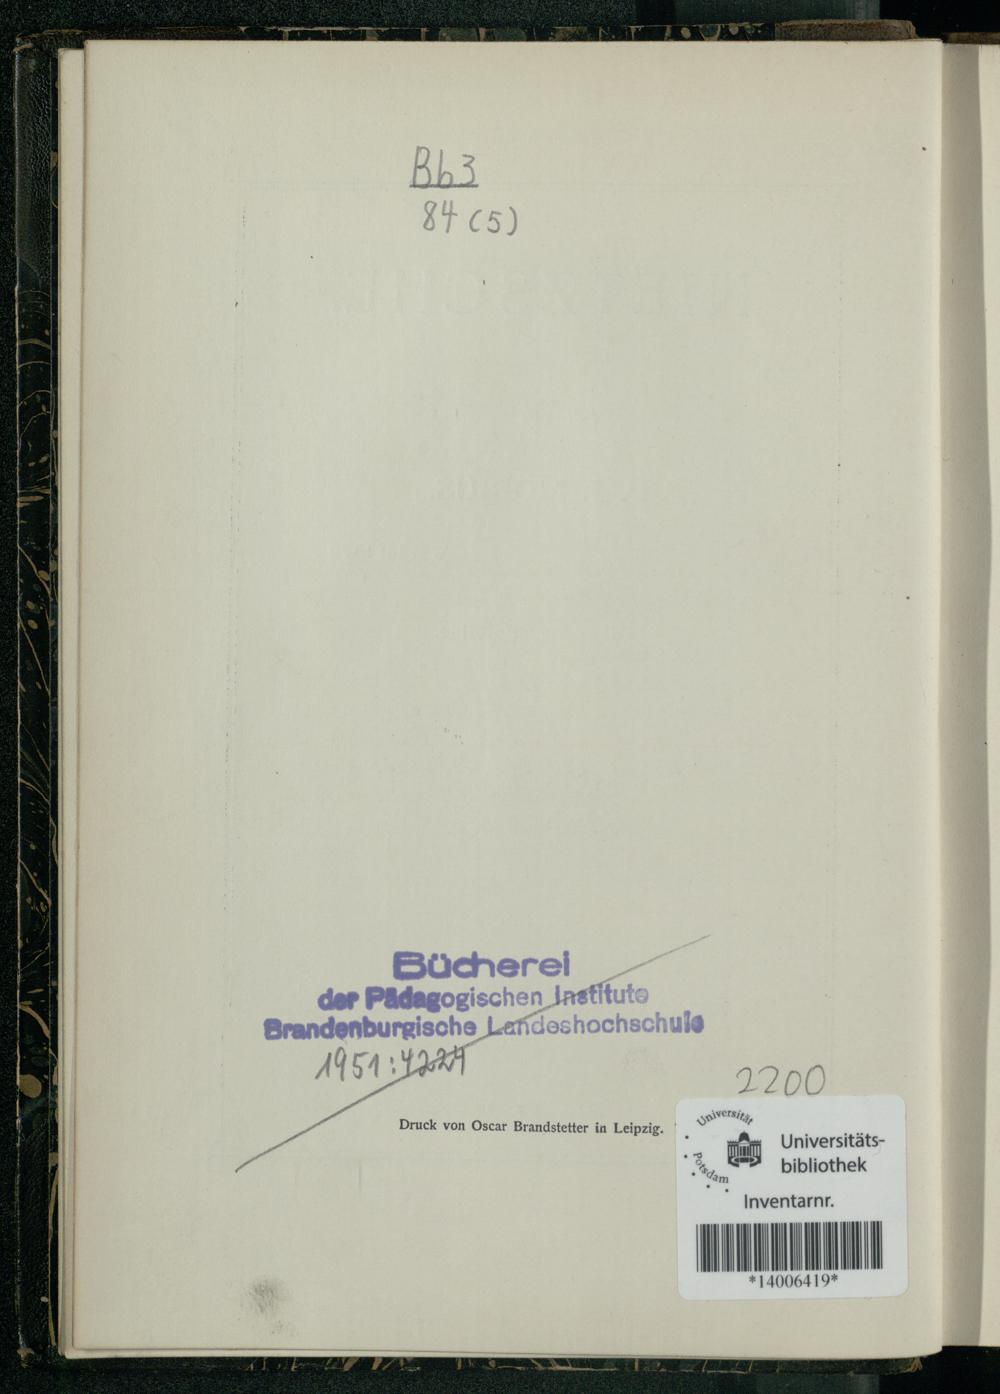 Bb3
84 (5)
Bücherei
der Pädagogischen Institute
Brandenburgische Landeshochschule
1951:4224
2200
Druck von Oscar Brandstetter in Leipzig.
Universität
Potsdam
Universitäts-
bibliothek
Inventarnr.
*14006419*